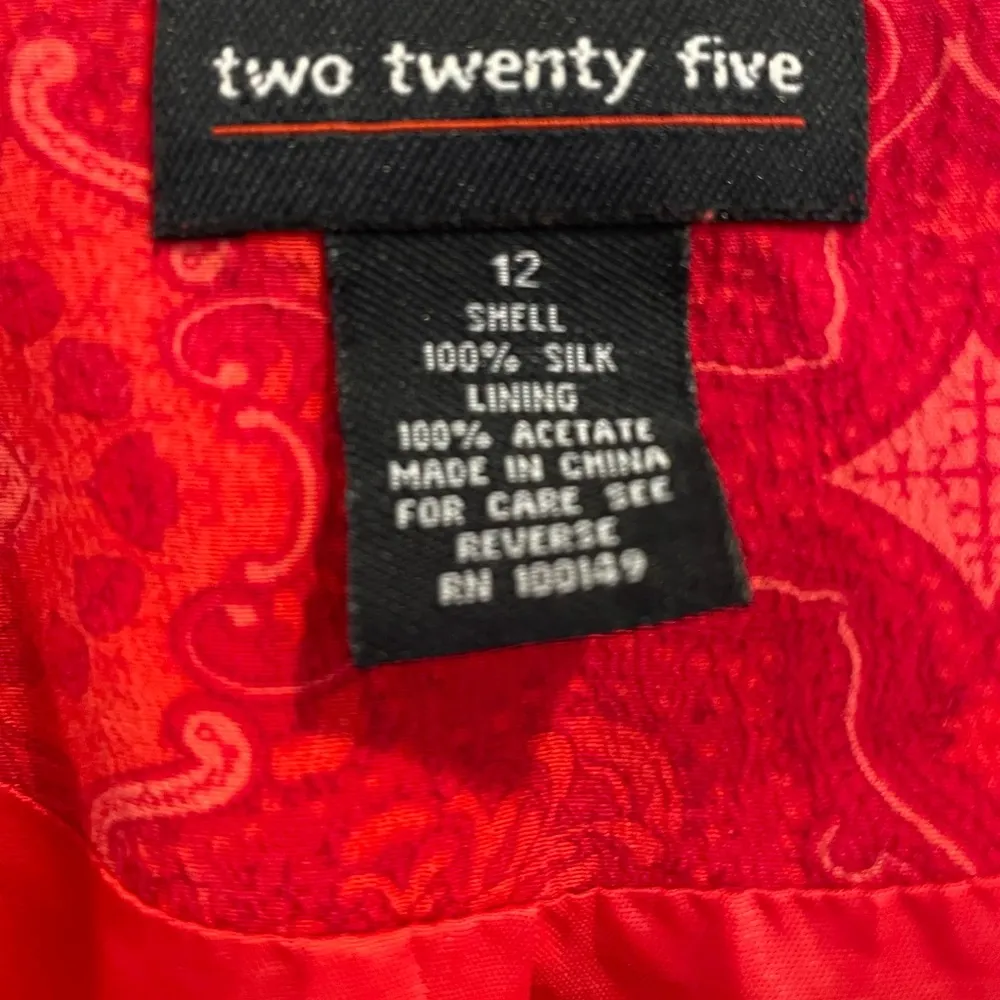 two twenty five
12
SHELL
100% SILK
LINING
100% ACETATE
MADE IN CHINA
FOR CARE SEE
REVERSE
RN 100149